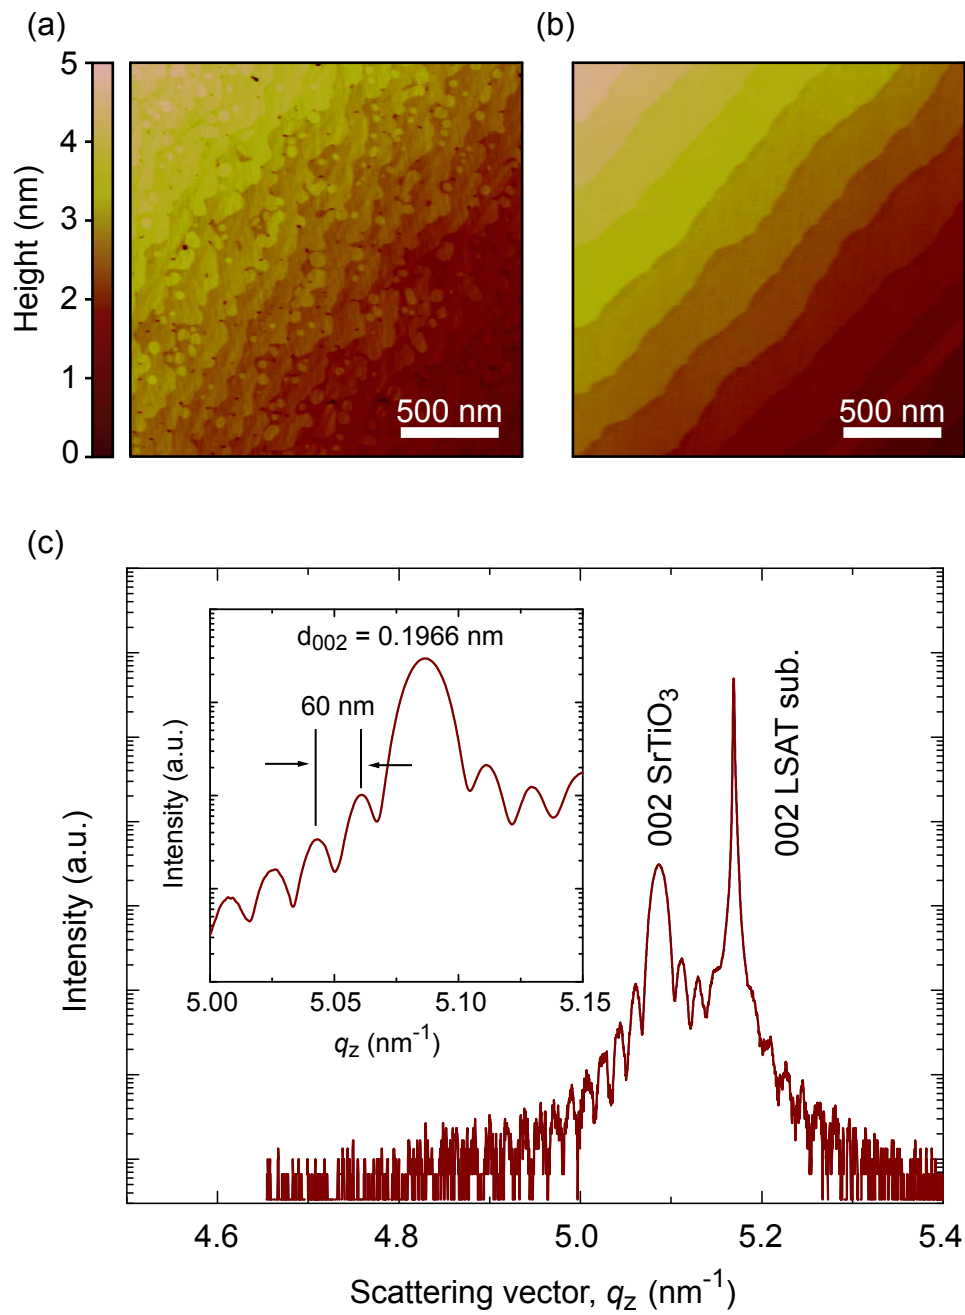 (a)
(b)
5
4
3
2
1
0
Height (nm)
500 nm
500 nm
(c)
d002 = 0.1966 nm
60 nm
Intensity (a.u.)
5.00
5.05
5.10
5.15
qz (nm-1)
002 SrTiO3
002 LSAT sub.
Intensity (a.u.)
4.6
4.8
5.0
5.2
5.4
Scattering vector, qz (nm-1)